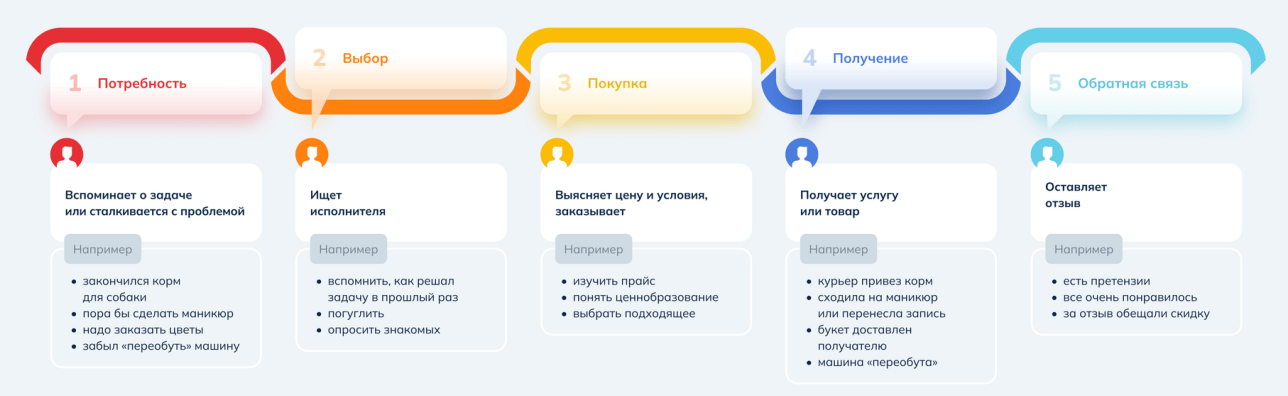 1 Потребность
Вспоминает о задаче
или сталкивается с проблемой
Например
• закончился корм
для собаки
• пора бы сделать маникюр
• надо заказать цветы
• забыл «переобуть» машину
2 Выбор
Ищет
исполнителя
Например
• вспомнить, как решал
задачу в прошлый раз
• погуглить
• опросить знакомых
3 Покупка
Выясняет цену и условия,
заказывает
Например
• изучить прайс
• понять ценнобразование
• выбрать подходящее
4 Получение
Получает услугу
или товар
Например
• курьер привез корм
• сходила на маникюр
или перенесла запись
• букет доставлен
получателю
• машина «переобута»
5 Обратная связь
Оставляет
отзыв
Например
• есть претензии
• все очень понравилось
• за отзыв обещали скидку